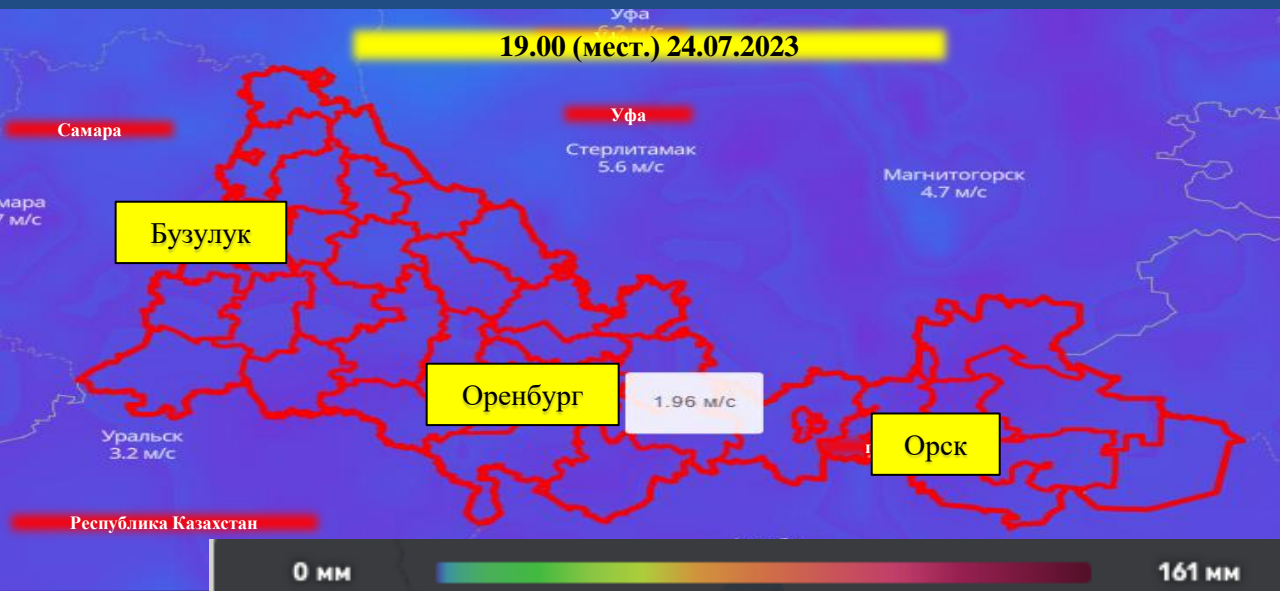 Уфа
19.00 (мест.) 24.07.2023
Самара
Уфа
Стерлитамак
5.6 м/с
Магнитогорск
4.7 м/с
мара
7 м/с
Бузулук
Оренбург
1.96 м/с
Орск
Уральск
3.2 м/с
Республика Казахстан
0 мм
161 мм